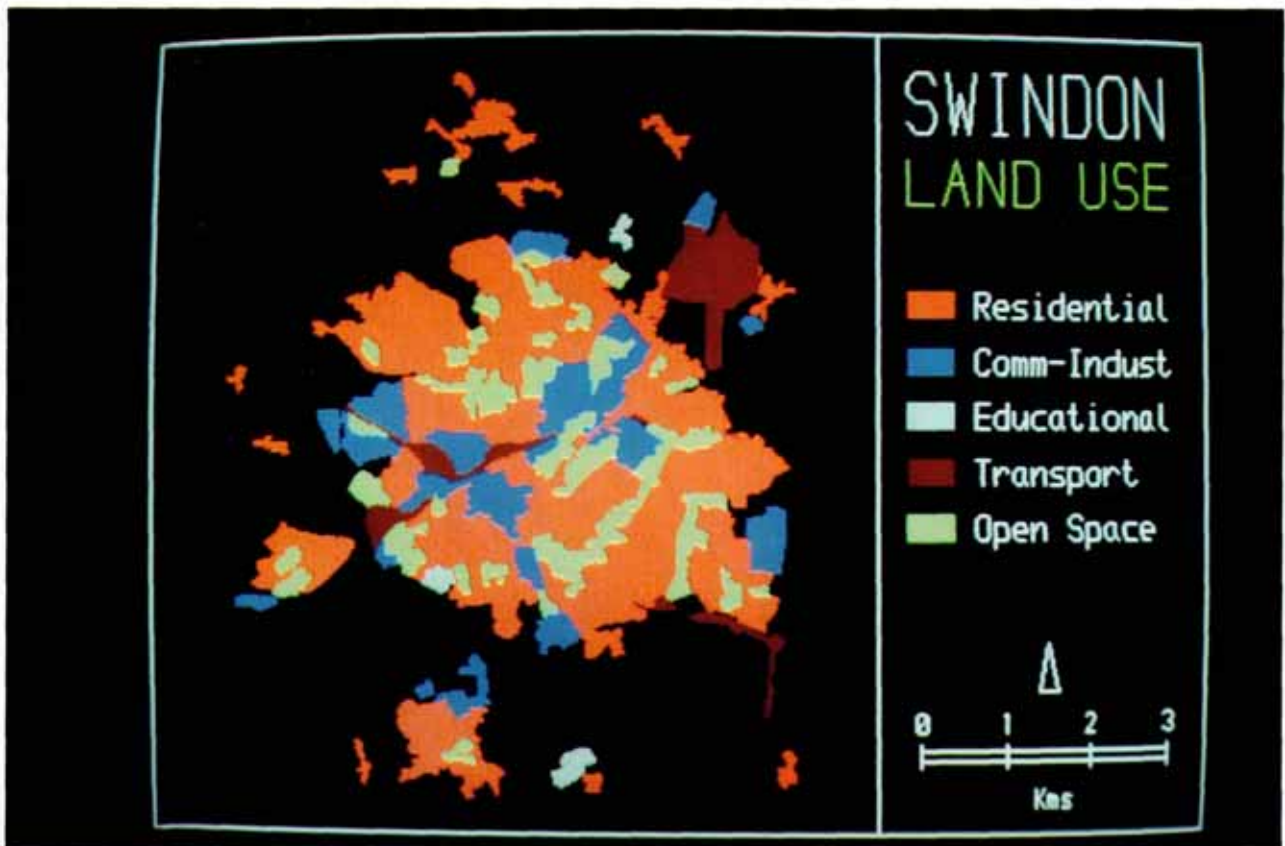 SWINDON
LAND USE
Residential
Comm-Indust
Educational
Transport
Open Space
0 1 2 3
Kms